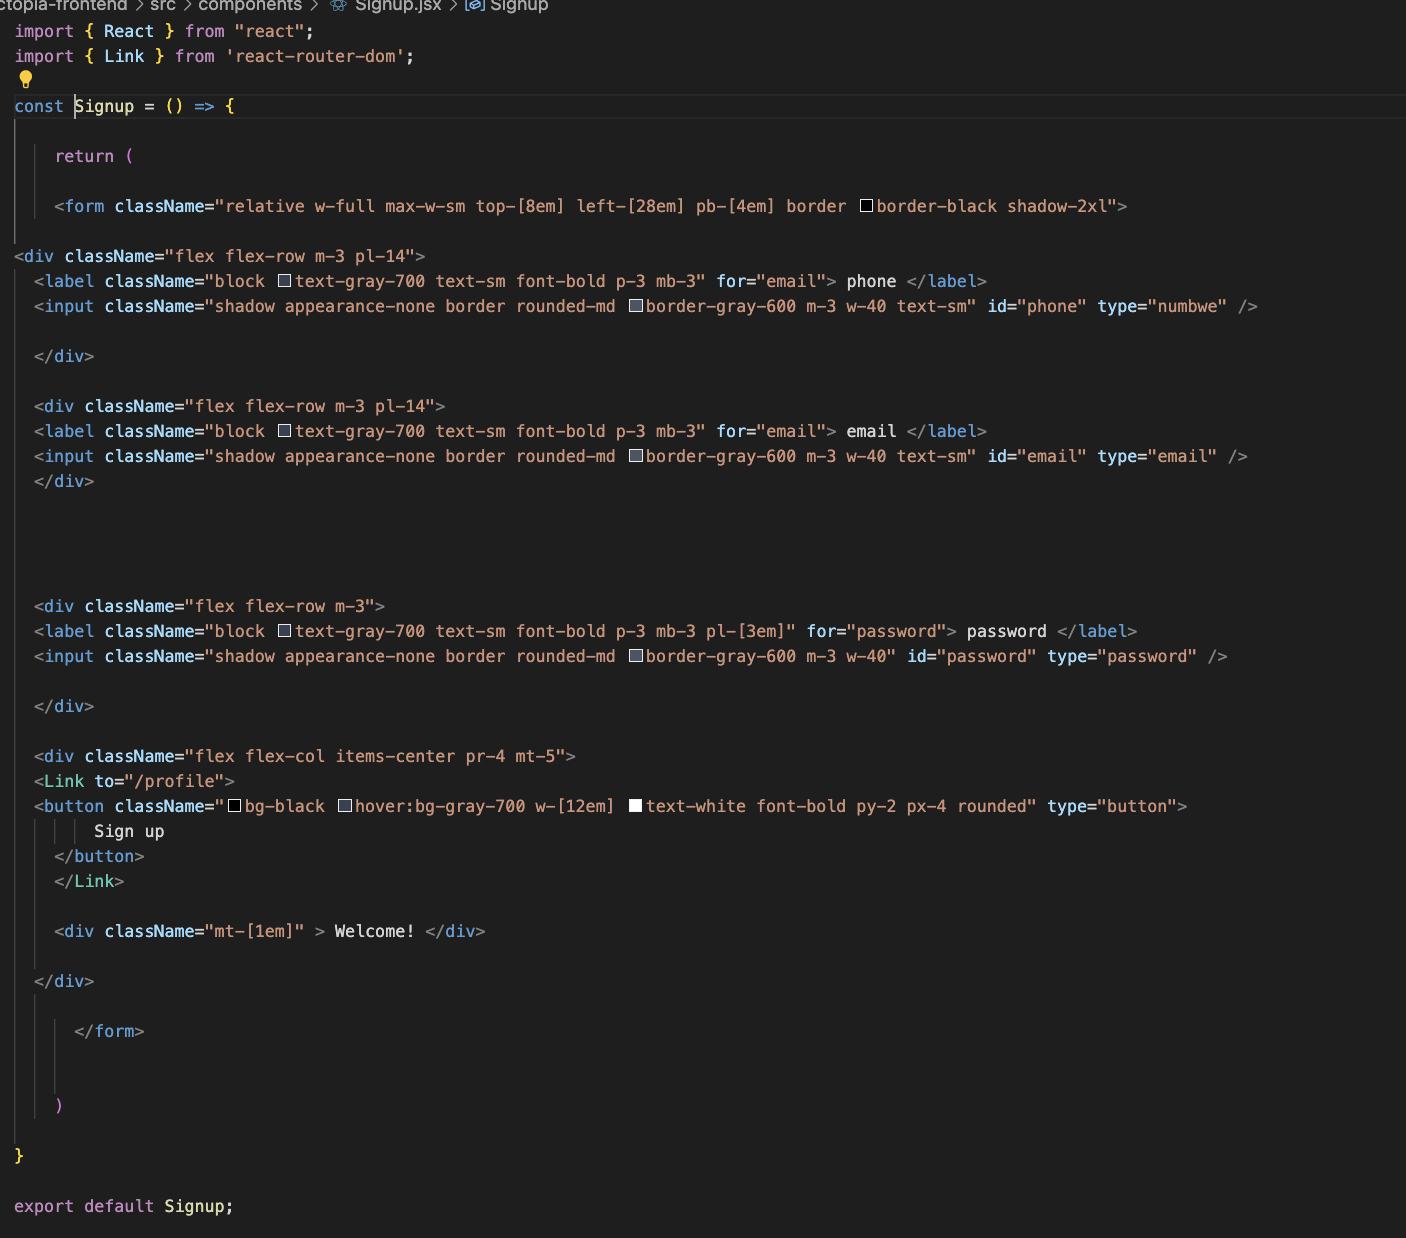 ctopia-frontend > src > components > Signup.jsx > Signup
import { React } from "react";
import { Link } from 'react-router-dom';
const Signup = () => {
return (
<form className="relative w-full max-w-sm top-[8em] left-[28em] pb-[4em] border border-black shadow-2xl">
<div className="flex flex-row m-3 pl-14">
<label className="block text-gray-700 text-sm font-bold p-3 mb-3" for="email"> phone </label>
<input className="shadow appearance-none border rounded-md border-gray-600 m-3 w-40 text-sm" id="phone" type="numbwe" />
</div>
<div className="flex flex-row m-3 pl-14">
<label className="block text-gray-700 text-sm font-bold p-3 mb-3" for="email"> email </label>
<input className="shadow appearance-none border rounded-md border-gray-600 m-3 w-40 text-sm" id="email" type="email" />
</div>
<div className="flex flex-row m-3">
<label className="block text-gray-700 text-sm font-bold p-3 mb-3 pl-[3em]" for="password"> password </label>
<input className="shadow appearance-none border rounded-md border-gray-600 m-3 w-40" id="password" type="password" />
</div>
<div className="flex flex-col items-center pr-4 mt-5">
<Link to="/profile">
<button className="bg-black hover:bg-gray-700 w-[12em] text-white font-bold py-2 px-4 rounded" type="button">
Sign up
</button>
</Link>
<div className="mt-[1em]" > Welcome! </div>
</div>
</form>
)
}
export default Signup;